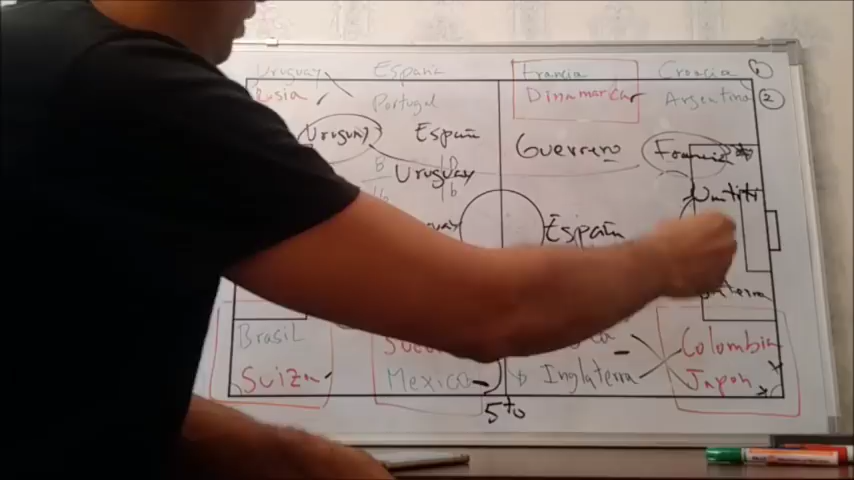 Uruguay España Francia Croacia 1
Rusia Portugal Dinamarca Argentina 2
Uruguay España Guerrero Francia
Uruguay Umtiti
España
Brasil Colombia
Suiza Mexico Inglaterra Japon
5to